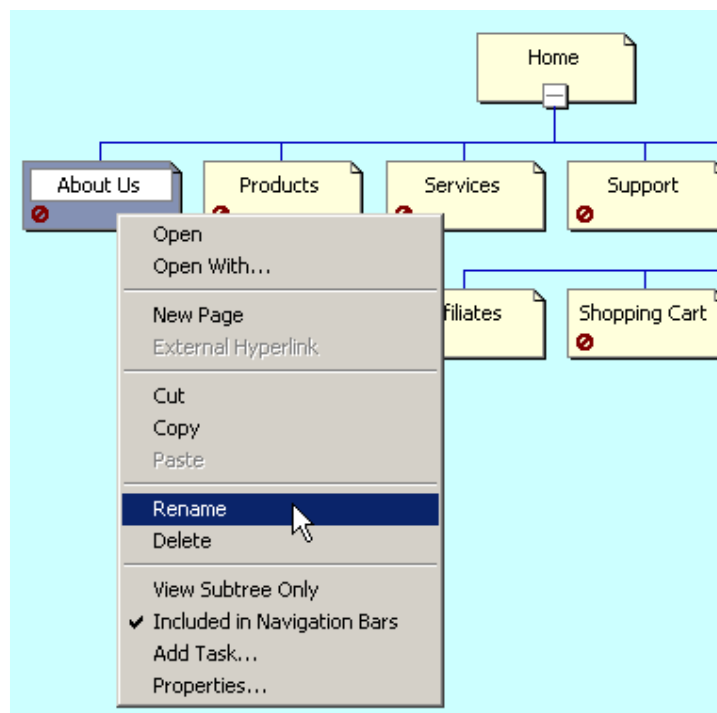 Home
About Us
Products
Services
Support
Open
Open With...
New Page
External Hyperlink
filiates
Shopping Cart
Cut
Copy
Paste
Rename
Delete
View Subtree Only
Included in Navigation Bars
Add Task...
Properties...